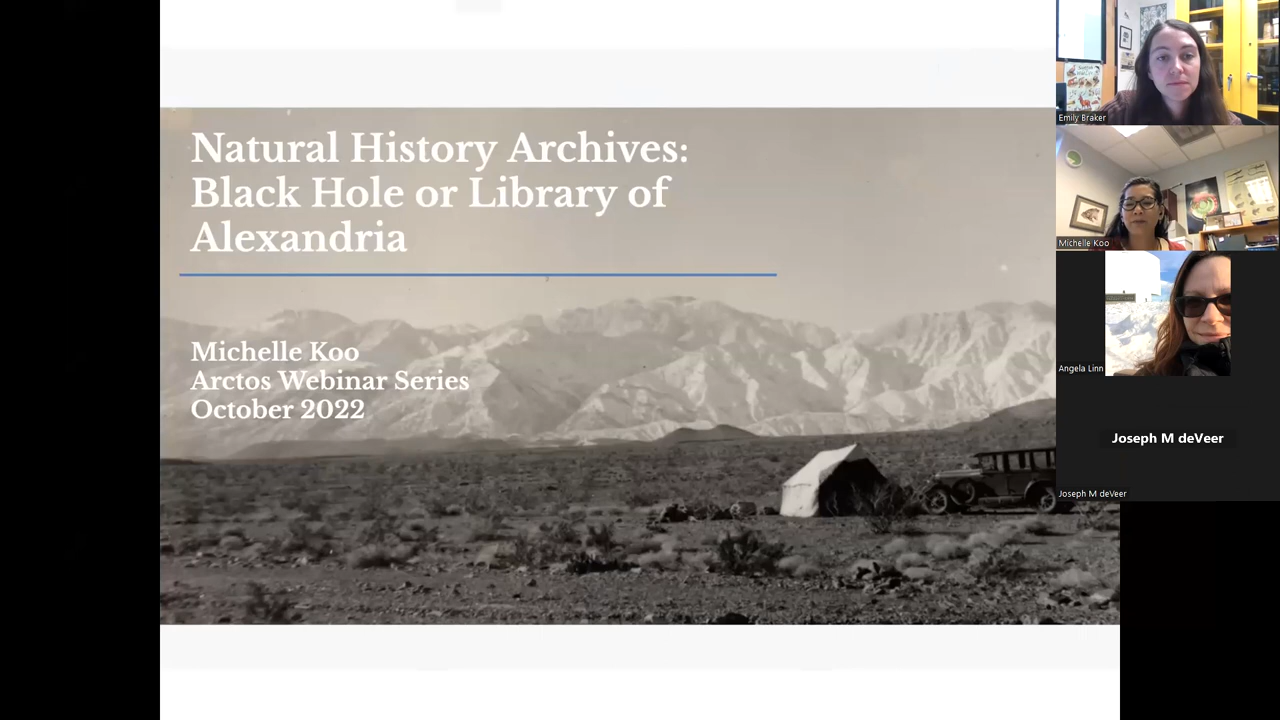 Natural History Archives:
Black Hole or Library of
Alexandria
Michelle Koo
Arctos Webinar Series
October 2022
Emily Braker
Michelle Koo
Angela Linn
Joseph M deVeer
Joseph M deVeer